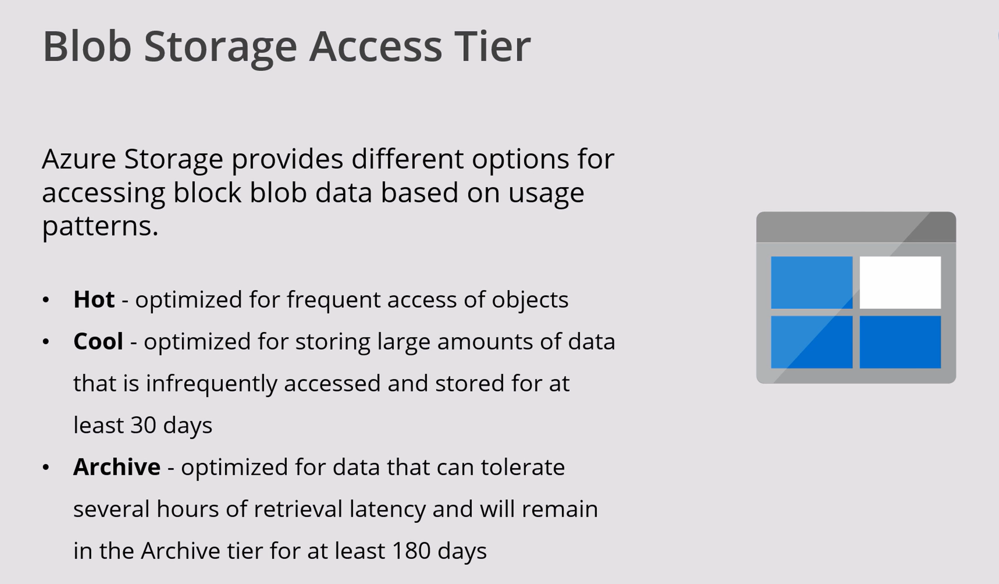 Blob Storage Access Tier
Azure Storage provides different options for
accessing block blob data based on usage
patterns.
• Hot - optimized for frequent access of objects
• Cool - optimized for storing large amounts of data
that is infrequently accessed and stored for at
least 30 days
• Archive - optimized for data that can tolerate
several hours of retrieval latency and will remain
in the Archive tier for at least 180 days